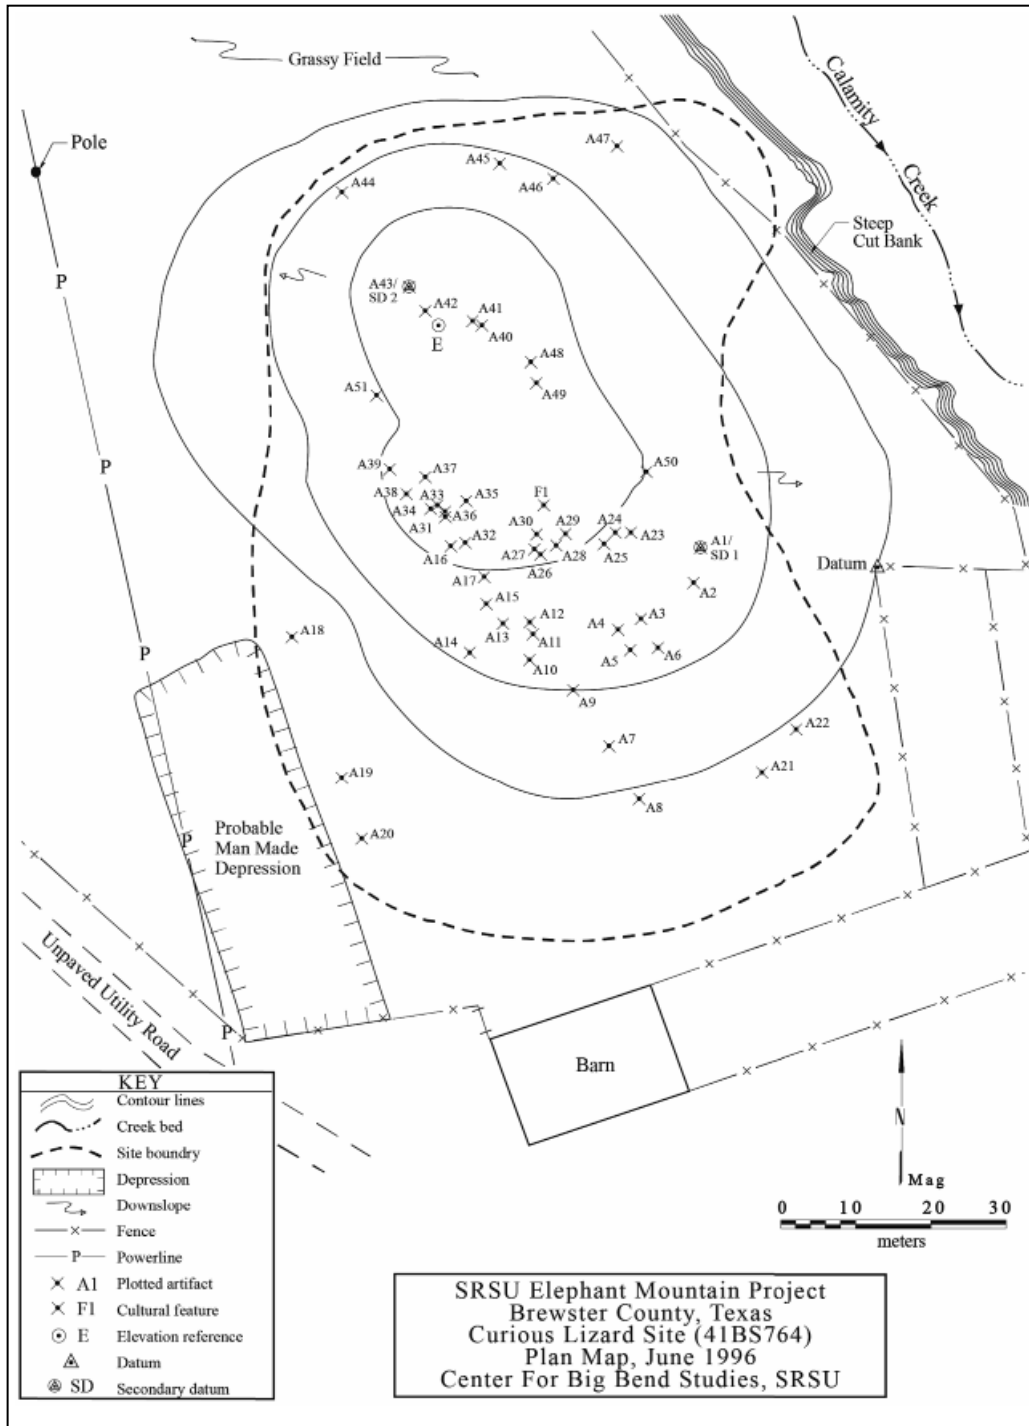 Grassy Field
Calamity
Creek
Pole
A47
A45
A46
A44
Steep
Cut Bank
P
A43/
SD 2
A42
A41
A40
E
A48
A49
A51
P
A39
A37
A50
A38
A33
A35
F1
A34
A36
A31
A30
A29
A24
A23
A32
A16
A27
A28
A25
A1/
SD 1
A26
Datum
A17
A2
A15
A12
A3
A13
A11
A4
A18
A14
A10
A5
A6
P
A9
A22
A7
A21
A19
A8
Probable
Man Made
Depression
P
A20
Unpaved Utility Road
P
Barn
KEY
Contour lines
Creek bed
Site boundry
Depression
Downslope
Fence
P Powerline
A1 Plotted artifact
F1 Cultural feature
E Elevation reference
Datum
SD Secondary datum
N
Mag
0 10 20 30
meters
SRSU Elephant Mountain Project
Brewster County, Texas
Curious Lizard Site (41BS764)
Plan Map, June 1996
Center For Big Bend Studies, SRSU